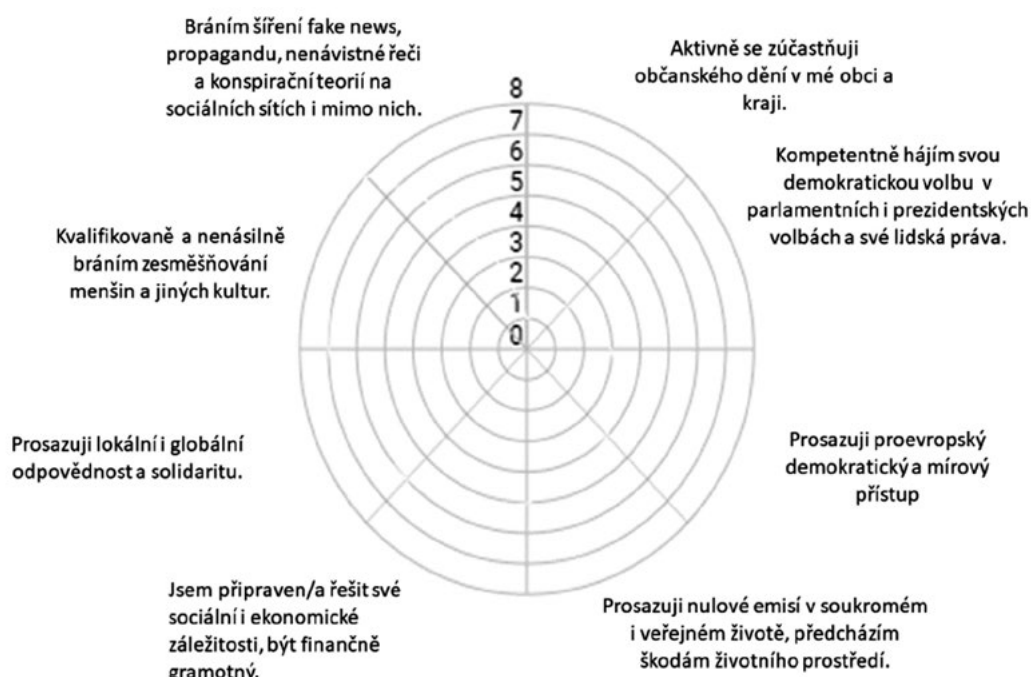 Bráním šíření fake news,
propagandu, nenávistné řeči
a konspirační teorií na
sociálních sítích i mimo nich.
Aktivně se zúčastňuji
občanského dění v mé obci a
kraji.
Kompetentně hájím svou
demokratickou volbu v
parlamentních i prezidentských
volbách a své lidská práva.
Prosazuji proevropský
demokratický a mírový
přístup
Prosazuji nulové emisí v soukromém
i veřejném životě, předcházím
škodám životního prostředí.
Jsem připraven/a řešit své
sociální i ekonomické
záležitosti, být finančně
gramotný.
Prosazuji lokální i globální
odpovědnost a solidaritu.
Kvalifikovaně a nenásilně
bráním zesměšňování
menšin a jiných kultur.
8
7
6
5
4
3
2
1
0